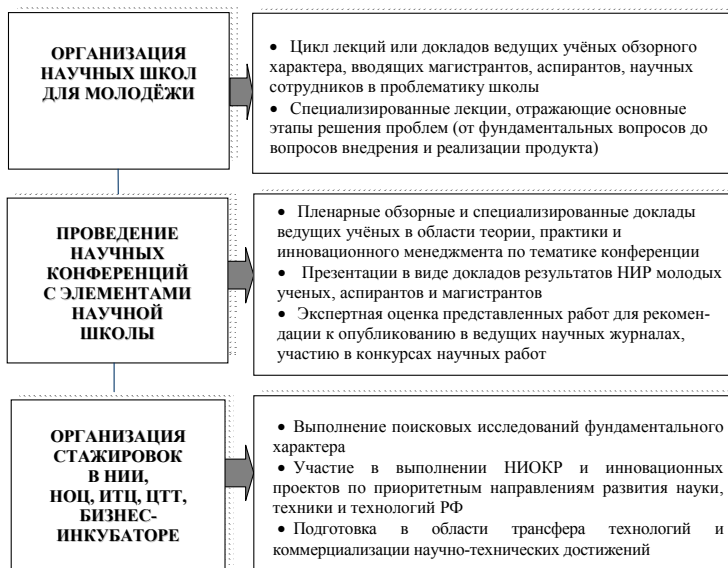 ОРГАНИЗАЦИЯ
НАУЧНЫХ ШКОЛ
ДЛЯ МОЛОДЁЖИ
• Цикл лекций или докладов ведущих учёных обзорного
характера, вводящих магистрантов, аспирантов, научных
сотрудников в проблематику школы
• Специализированные лекции, отражающие основные
этапы решения проблем (от фундаментальных вопросов до
вопросов внедрения и реализации продукта)
ПРОВЕДЕНИЕ
НАУЧНЫХ
КОНФЕРЕНЦИЙ
С ЭЛЕМЕНТАМИ
НАУЧНОЙ
ШКОЛЫ
• Пленарные обзорные и специализированные доклады
ведущих учёных в области теории, практики и
инновационного менеджмента по тематике конференции
• Презентации в виде докладов результатов НИР молодых
ученых, аспирантов и магистрантов
• Экспертная оценка представленных работ для рекомен-
дации к опубликованию в ведущих научных журналах,
участию в конкурсах научных работ
ОРГАНИЗАЦИЯ
СТАЖИРОВОК
В НИИ,
НОЦ, ИТЦ, ЦТТ,
БИЗНЕС-
ИНКУБАТОРЕ
• Выполнение поисковых исследований фундаментального
характера
• Участие в выполнении НИОКР и инновационных
проектов по приоритетным направлениям развития науки,
техники и технологий РФ
• Подготовка в области трансфера технологий и
коммерциализации научно-технических достижений